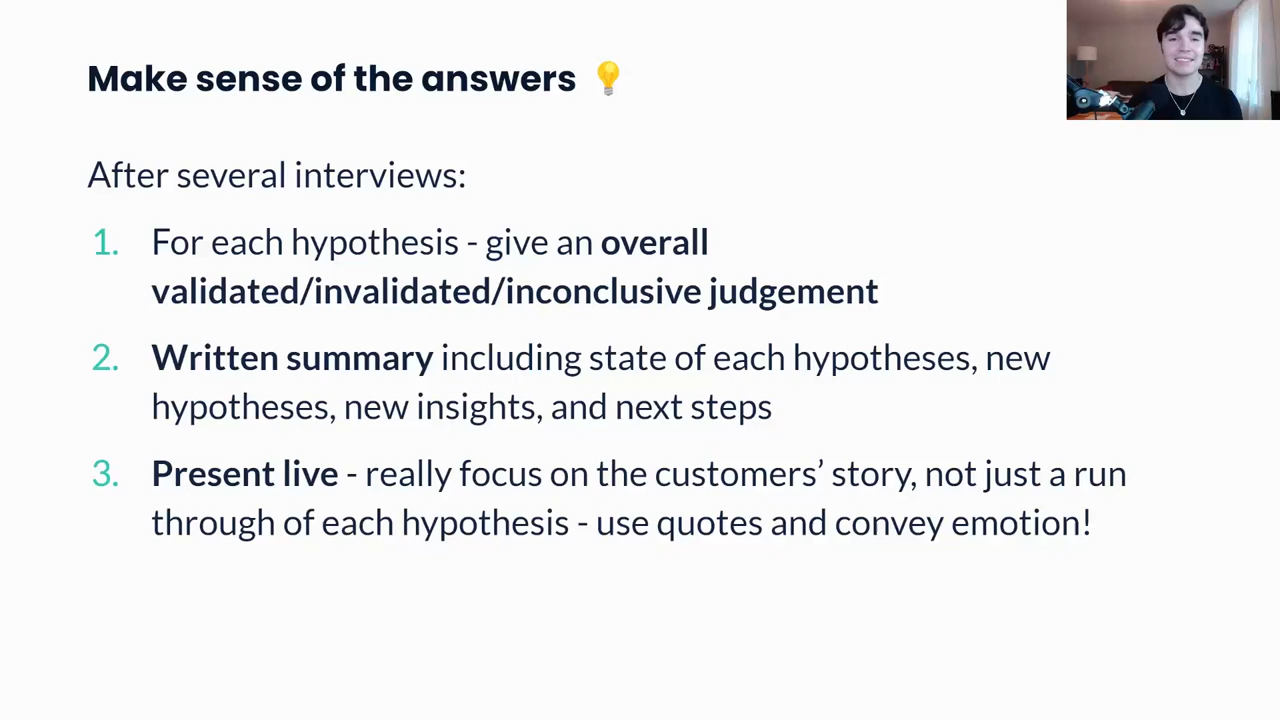 Make sense of the answers 💡
After several interviews:
1. For each hypothesis - give an overall
validated/invalidated/inconclusive judgement
2. Written summary including state of each hypotheses, new
hypotheses, new insights, and next steps
3. Present live - really focus on the customers’ story, not just a run
through of each hypothesis - use quotes and convey emotion!